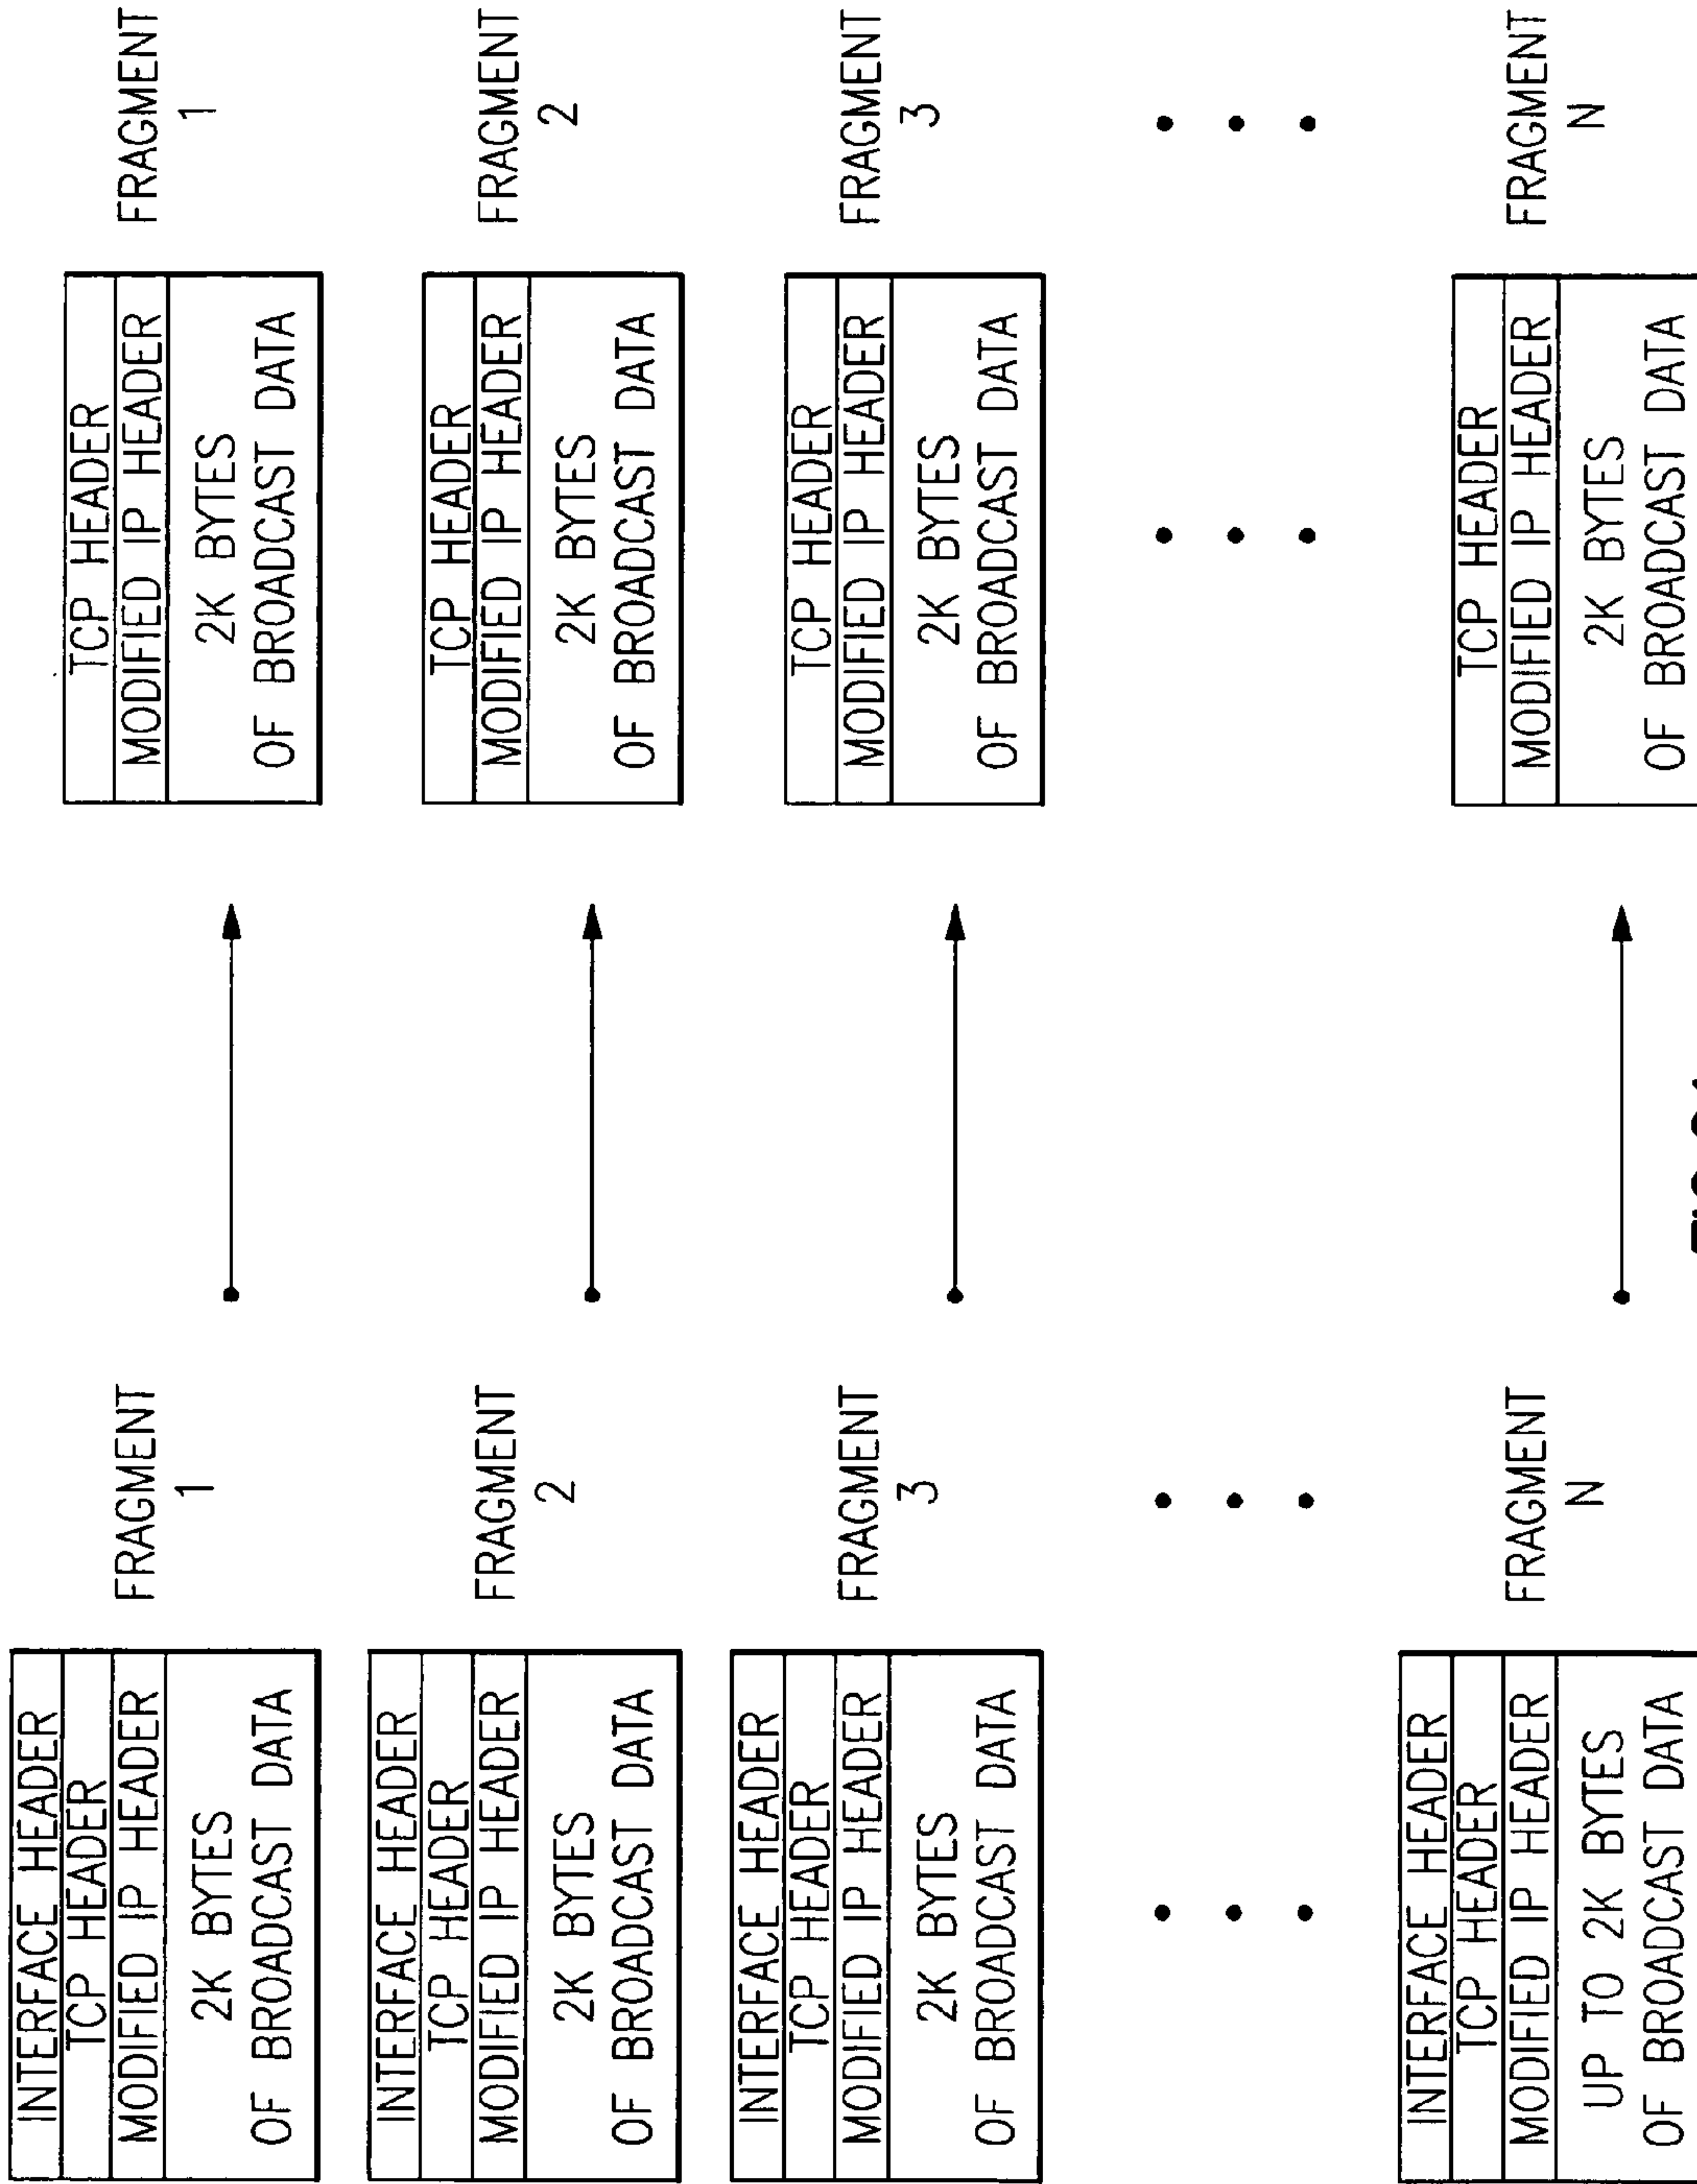 INTERFACE HEADER
TCP HEADER
MODIFIED IP HEADER
2K BYTES
OF BROADCAST DATA
FRAGMENT
1
TCP HEADER
MODIFIED IP HEADER
2K BYTES
OF BROADCAST DATA
FRAGMENT
1
INTERFACE HEADER
TCP HEADER
MODIFIED IP HEADER
2K BYTES
OF BROADCAST DATA
FRAGMENT
2
TCP HEADER
MODIFIED IP HEADER
2K BYTES
OF BROADCAST DATA
FRAGMENT
2
INTERFACE HEADER
TCP HEADER
MODIFIED IP HEADER
2K BYTES
OF BROADCAST DATA
FRAGMENT
3
TCP HEADER
MODIFIED IP HEADER
2K BYTES
OF BROADCAST DATA
FRAGMENT
3
INTERFACE HEADER
TCP HEADER
MODIFIED IP HEADER
UP TO 2K BYTES
OF BROADCAST DATA
FRAGMENT
N
TCP HEADER
MODIFIED IP HEADER
2K BYTES
OF BROADCAST DATA
FRAGMENT
N